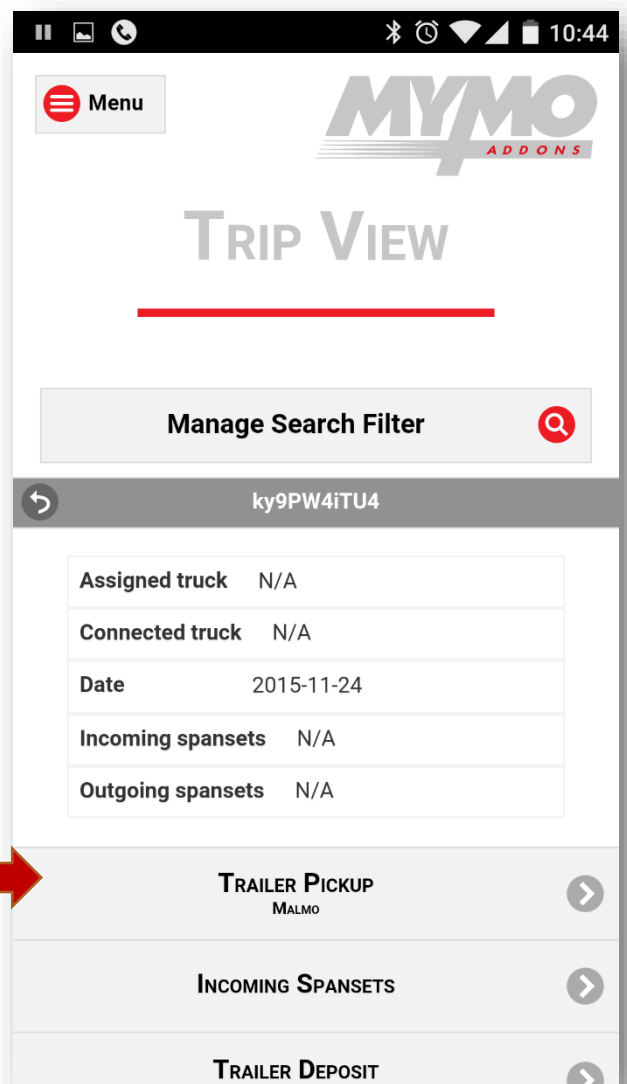 10:44
Menu
MYMO
ADDONS
Trip View
Manage Search Filter
ky9PW4iTU4
Assigned truck N/A
Connected truck N/A
Date 2015-11-24
Incoming spansets N/A
Outgoing spansets N/A
Trailer Pickup
Malmo
Incoming Spansets
Trailer Deposit